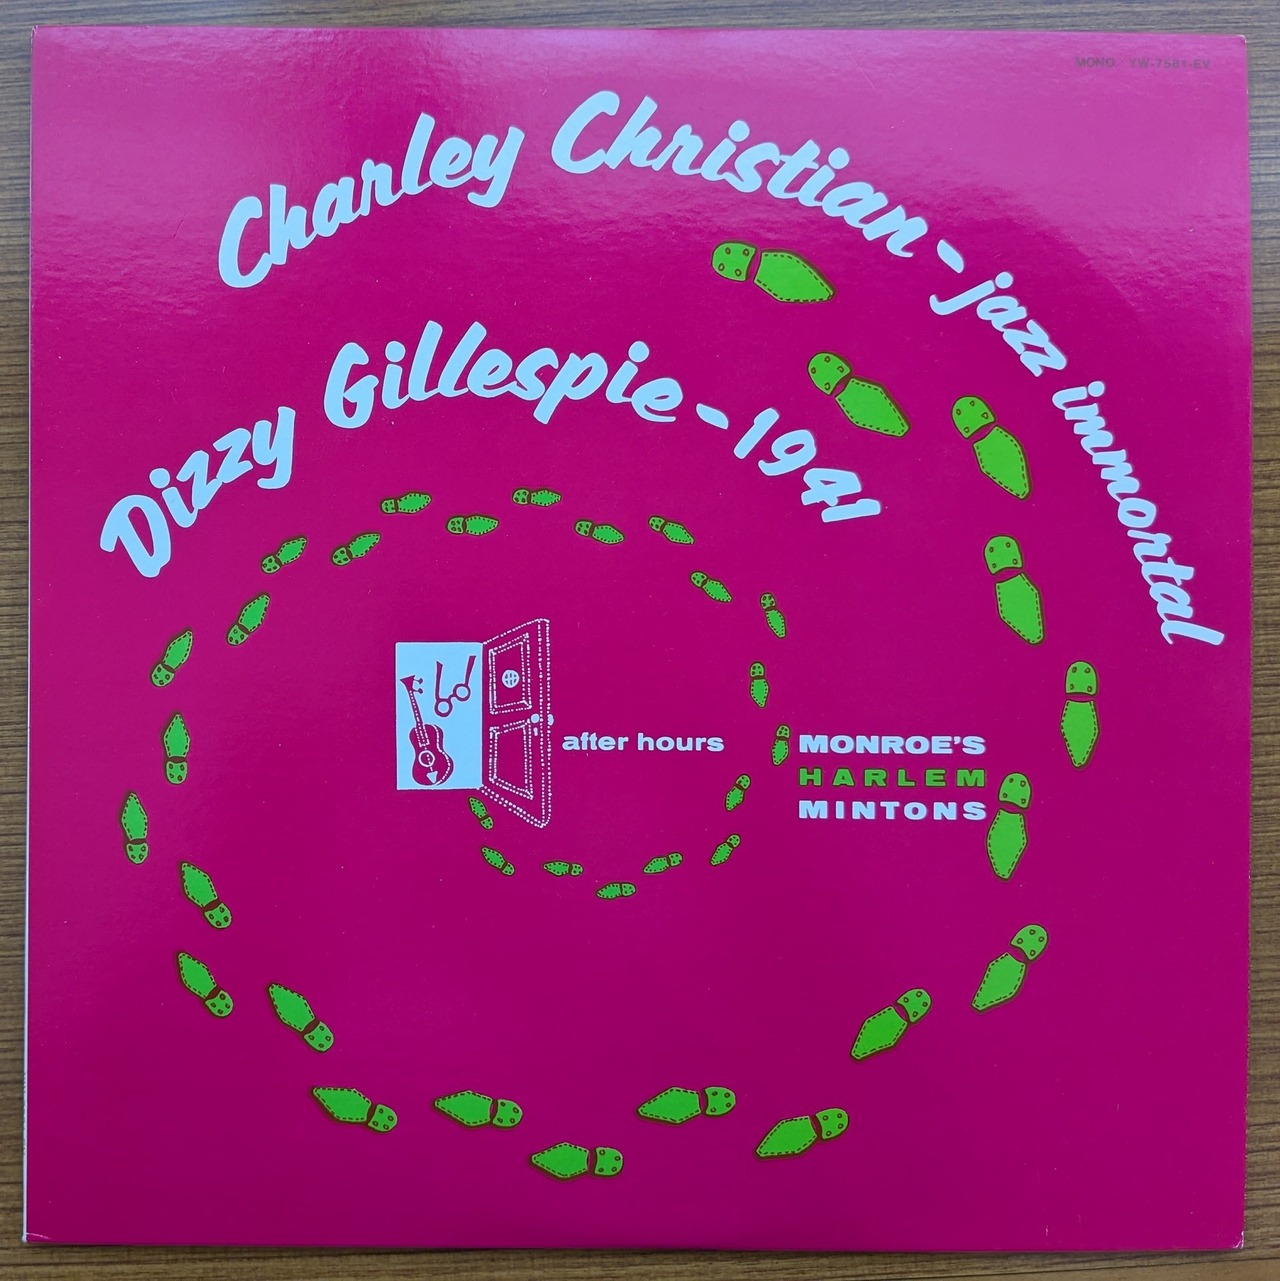 MONO YW-7581-EV
Charley Christian - jazz immortal
Dizzy Gillespie - 1941
after hours
MONROE'S
HARLEM
MINTONS